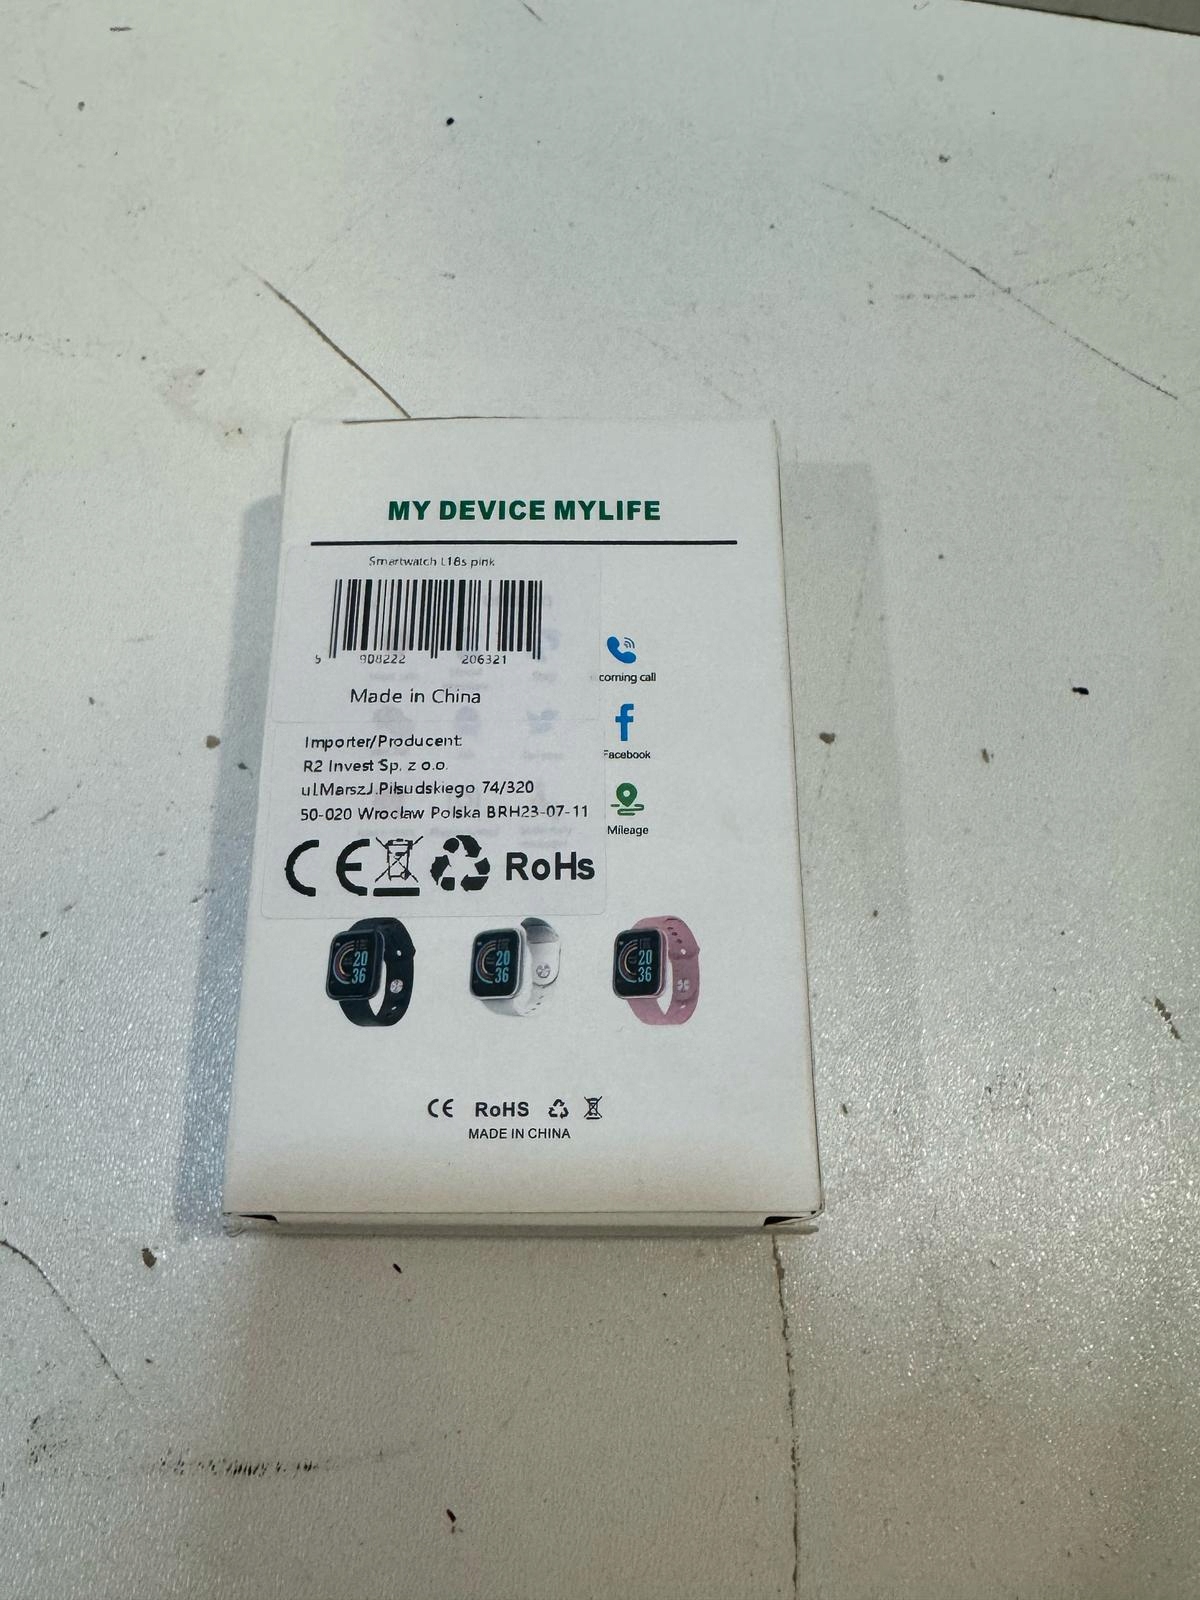 MY DEVICE MYLIFE
Smartwatch L18s pink
5 908222 206321
Made in China
coming call
Facebook
Importer/Producent:
R2 Invest Sp. z o.o.
ul.Marsz.J.Piłsudskiego 74/320
50-020 Wrocław Polska BRH23-07-11
Mileage
CE RoHs
20
36
20
36
20
36
CE RoHS
MADE IN CHINA